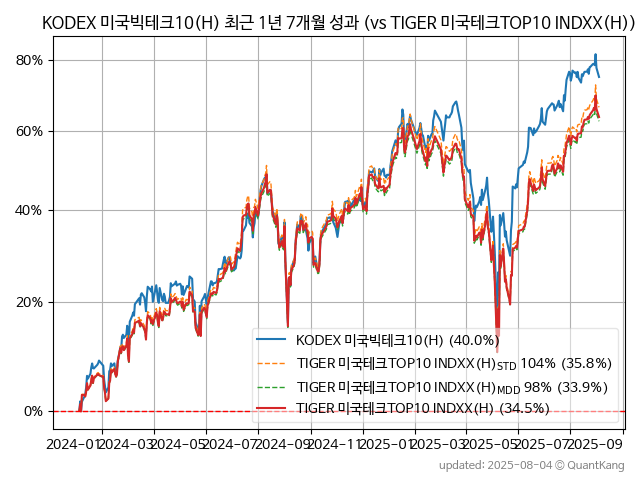 KODEX 미국빅테크10(H) 최근 1년 7개월 성과 (vs TIGER 미국테크TOP10 INDXX(H))
80%
60%
40%
20%
0%
KODEX 미국빅테크10(H) (40.0%)
TIGER 미국테크TOP10 INDXX(H)STD 104% (35.8%)
TIGER 미국테크TOP10 INDXX(H)MDD 98% (33.9%)
TIGER 미국테크TOP10 INDXX(H) (34.5%)
2024-01 2024-03 2024-05 2024-07 2024-09 2024-11 2025-01 2025-03 2025-05 2025-07 2025-09
updated: 2025-08-04 © QuantKang